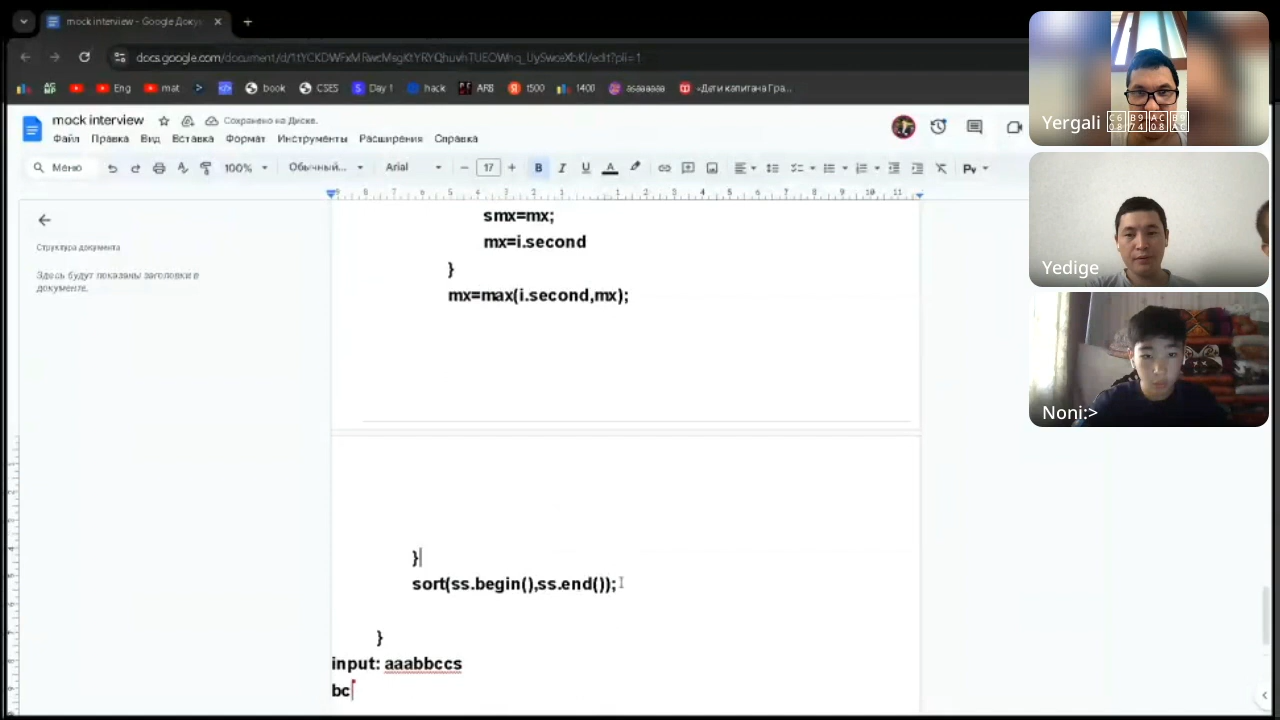 mock interview - Google Доку
docs.google.com/document/d/
Eng
mat
book
CSES
Day 1
hack
AR8
1500
1400
«Дети капитана Гра...
mock interview
Сохранено на Диске.
Файл Правка Вид Вставка Формат Инструменты Расширения Справка
Меню
100%
Обычный...
Arial
17
Структура документа
Здесь будут показаны заголовки в
документе.
smx=mx;
mx=i.second
}
mx=max(i.second,mx);
}
sort(ss.begin(),ss.end());
}
input: aaabbccs
bc
Yergali
Yedige
Noni:>